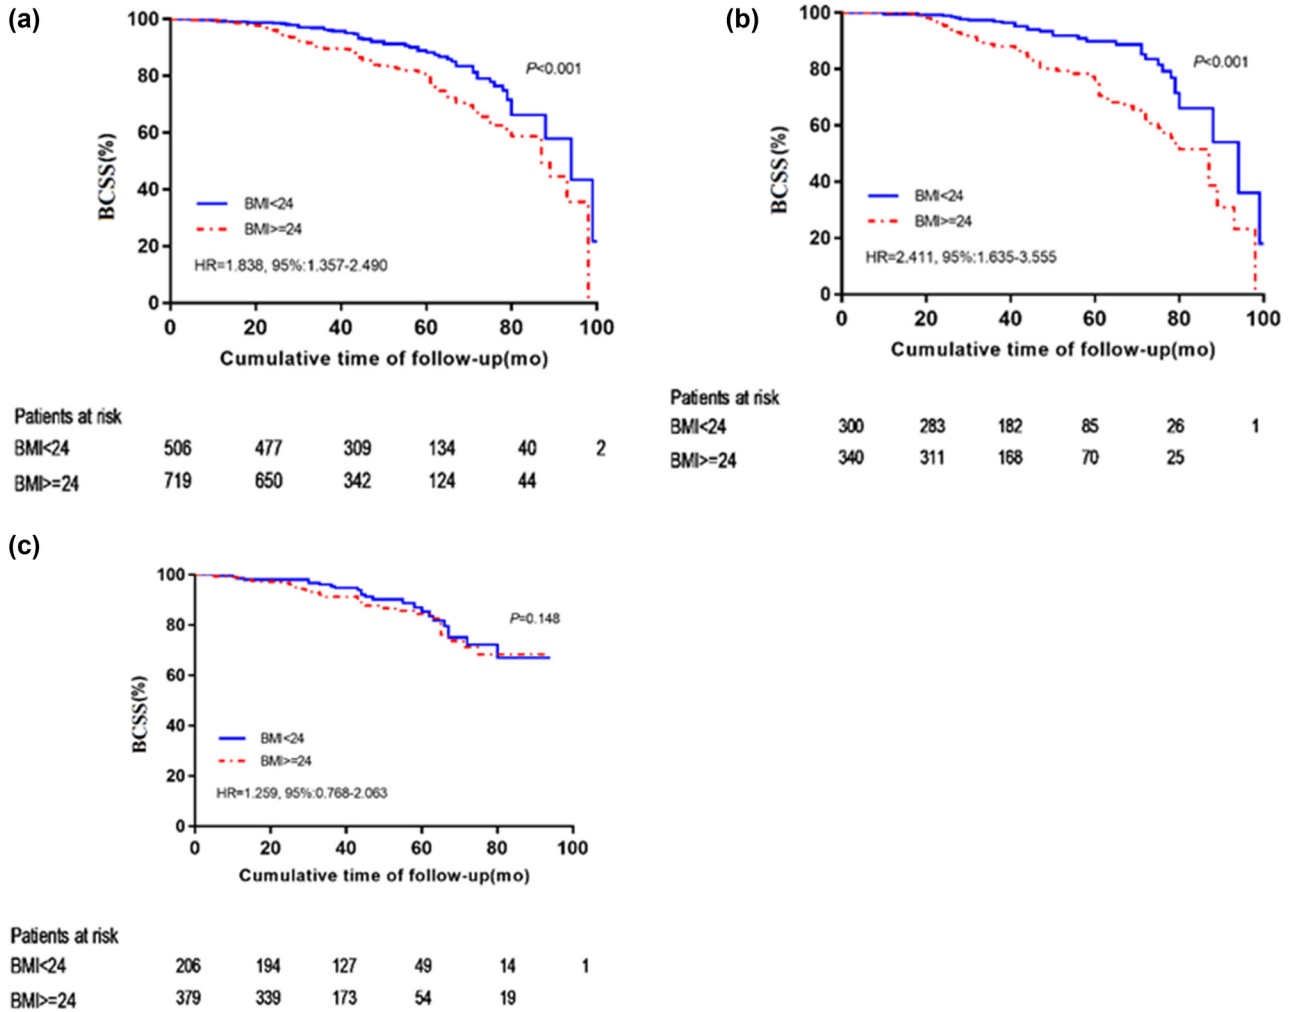 (a)
100
80
60
40
20
0
BCSS(%)
P<0.001
BMI<24
BMI>=24
HR=1.838, 95%:1.357-2.490
0 20 40 60 80 100
Cumulative time of follow-up(mo)
Patients at risk
BMI<24 506 477 309 134 40 2
BMI>=24 719 650 342 124 44
(b)
100
80
60
40
20
0
BCSS(%)
P<0.001
BMI<24
BMI>=24
HR=2.411, 95%:1.635-3.555
0 20 40 60 80 100
Cumulative time of follow-up(mo)
Patients at risk
BMI<24 300 283 182 85 26 1
BMI>=24 340 311 168 70 25
(c)
100
80
60
40
20
0
BCSS(%)
P=0.148
BMI<24
BMI>=24
HR=1.259, 95%:0.768-2.063
0 20 40 60 80 100
Cumulative time of follow-up(mo)
Patients at risk
BMI<24 206 194 127 49 14 1
BMI>=24 379 339 173 54 19